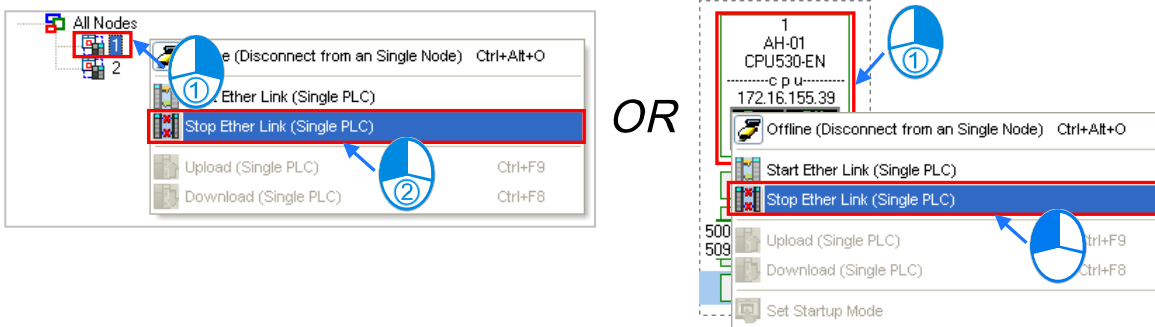 All Nodes
1
2
e (Disconnect from an Single Node) Ctrl+Alt+O
Ether Link (Single PLC)
Stop Ether Link (Single PLC)
Upload (Single PLC) Ctrl+F9
Download (Single PLC) Ctrl+F8
①
②
OR
1
AH-01
CPU530-EN
---------c p u---------
172.16.155.39
①
Offline (Disconnect from an Single Node) Ctrl+Alt+O
Start Ether Link (Single PLC)
Stop Ether Link (Single PLC)
500
Upload (Single PLC) Ctrl+F9
509
Download (Single PLC) Ctrl+F8
Set Startup Mode